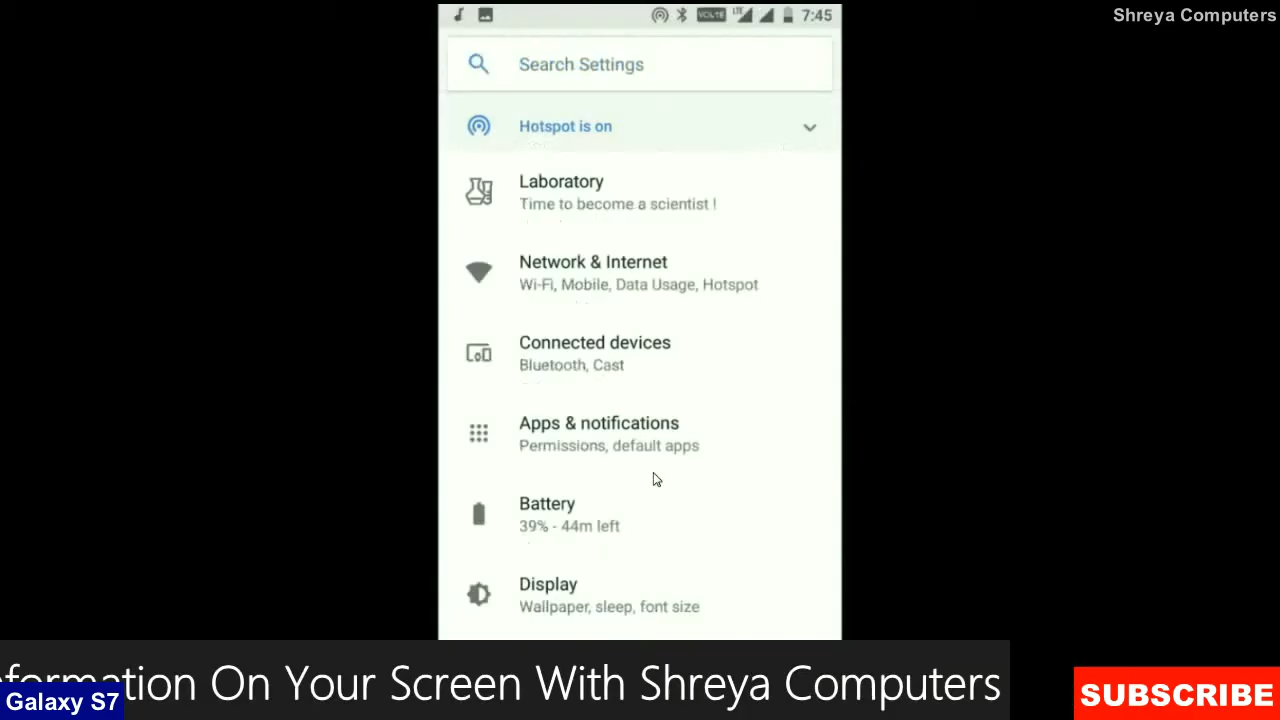 VOLTE LTE 7:45
Shreya Computers
Search Settings
Hotspot is on
Laboratory
Time to become a scientist !
Network & Internet
Wi-Fi, Mobile, Data Usage, Hotspot
Connected devices
Bluetooth, Cast
Apps & notifications
Permissions, default apps
Battery
39% - 44m left
Display
Wallpaper, sleep, font size
On Your Screen With Shreya Computers
Galaxy S7
SUBSCRIBE